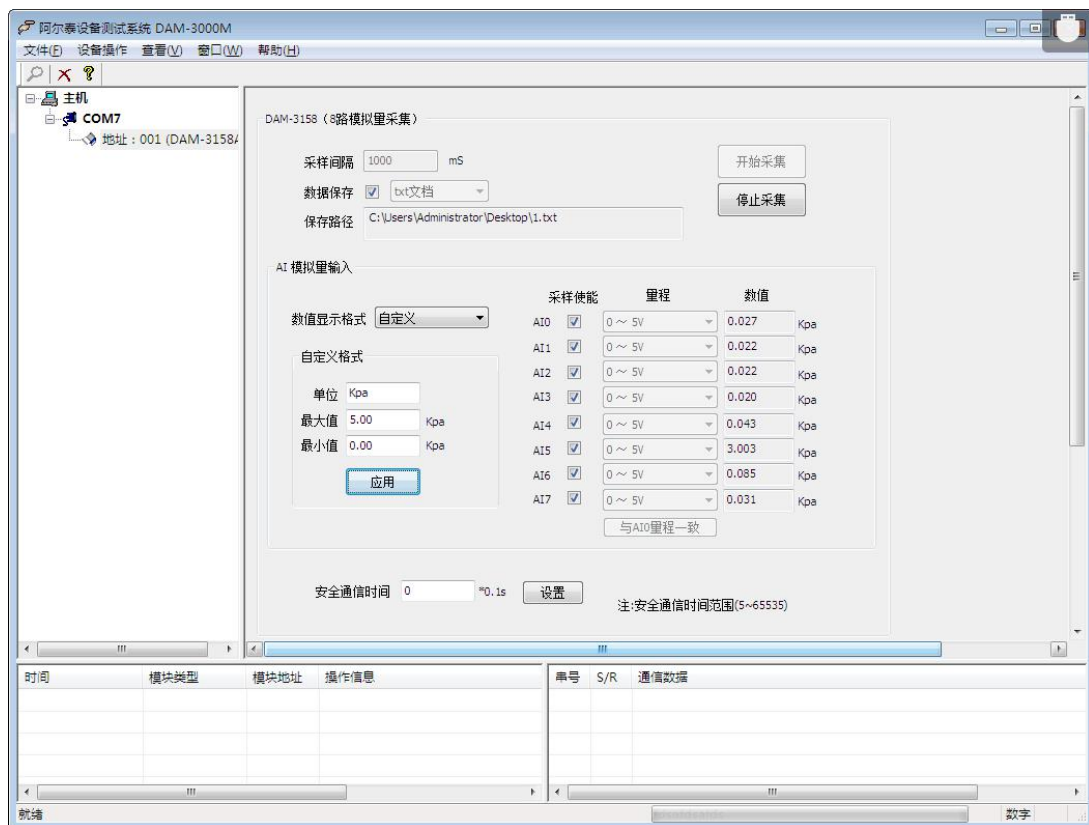 阿尔泰设备测试系统 DAM-3000M
文件(F) 设备操作 查看(V) 窗口(W) 帮助(H)
主机
COM7
地址：001 (DAM-3158A
DAM-3158（8路模拟量采集）
采样间隔 1000 mS 开始采集
数据保存 txt文档 停止采集
保存路径 C:\Users\Administrator\Desktop\1.txt
AI 模拟量输入
采样使能 量程 数值
数值显示格式 自定义
AI0 0～ 5V 0.027 Kpa
AI1 0～ 5V 0.022 Kpa
AI2 0～ 5V 0.022 Kpa
AI3 0～ 5V 0.020 Kpa
AI4 0～ 5V 0.043 Kpa
AI5 0～ 5V 3.003 Kpa
AI6 0～ 5V 0.085 Kpa
AI7 0～ 5V 0.031 Kpa
与AI0量程一致
自定义格式
单位 Kpa
最大值 5.00 Kpa
最小值 0.00 Kpa
应用
安全通信时间 0 *0.1s 设置 注:安全通信时间范围(5~65535)
时间 模块类型 模块地址 操作信息 串号 S/R 通信数据
就绪 数字